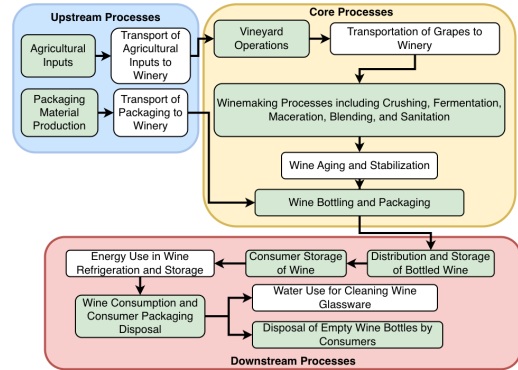 Upstream Processes
Core Processes
Agricultural
Inputs
Transport of
Agricultural
Inputs to
Winery
Vineyard
Operations
Transportation of Grapes to
Winery
Packaging
Material
Production
Transport of
Packaging to
Winery
Winemaking Processes including Crushing, Fermentation,
Maceration, Blending, and Sanitation
Wine Aging and Stabilization
Wine Bottling and Packaging
Energy Use in Wine
Refrigeration and Storage
Consumer Storage
of Wine
Distribution and Storage
of Bottled Wine
Wine Consumption and
Consumer Packaging
Disposal
Water Use for Cleaning Wine
Glassware
Disposal of Empty Wine Bottles by
Consumers
Downstream Processes